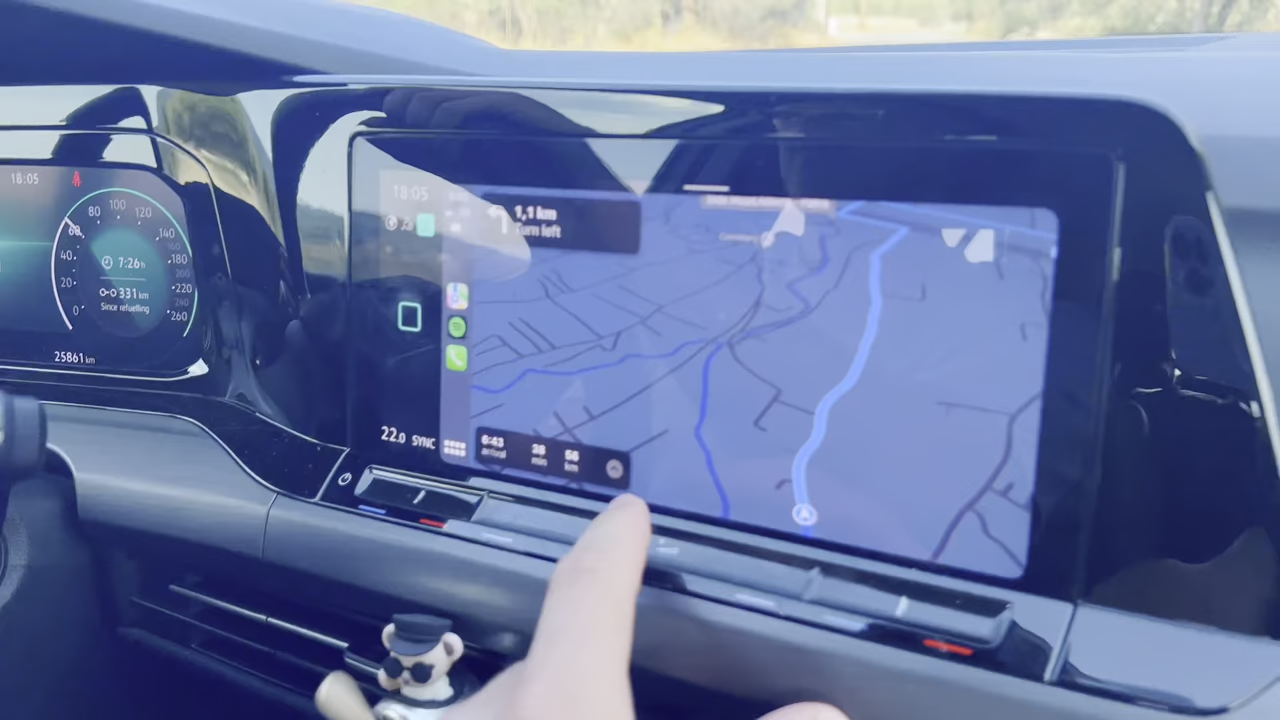 18:05
80
100
120
60
140
40
160
180
20
200
220
0
260
7:26h
331 km
Since refuelling
25861 km
18:05
1,1 km
Turn left
6:43
arrival
38
min
56
km
22.0 SYNC